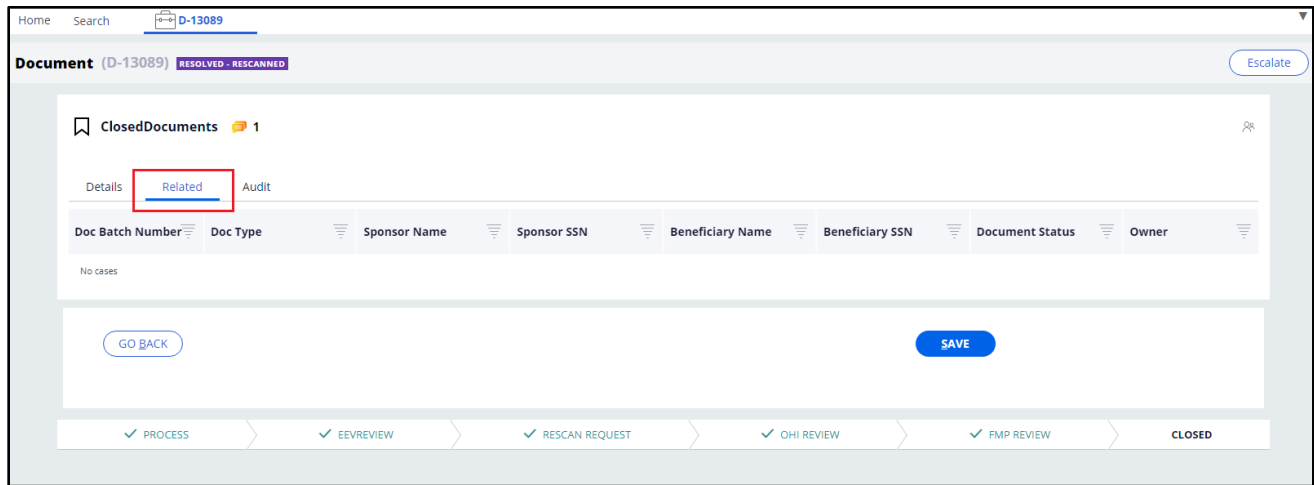 Home Search D-13089
Document (D-13089) RESOLVED - RESCANNED Escalate
ClosedDocuments 1
Details Related Audit
Doc Batch Number Doc Type Sponsor Name Sponsor SSN Beneficiary Name Beneficiary SSN Document Status Owner
No cases
GO BACK SAVE
PROCESS EEVREVIEW RESCAN REQUEST OHI REVIEW FMP REVIEW CLOSED